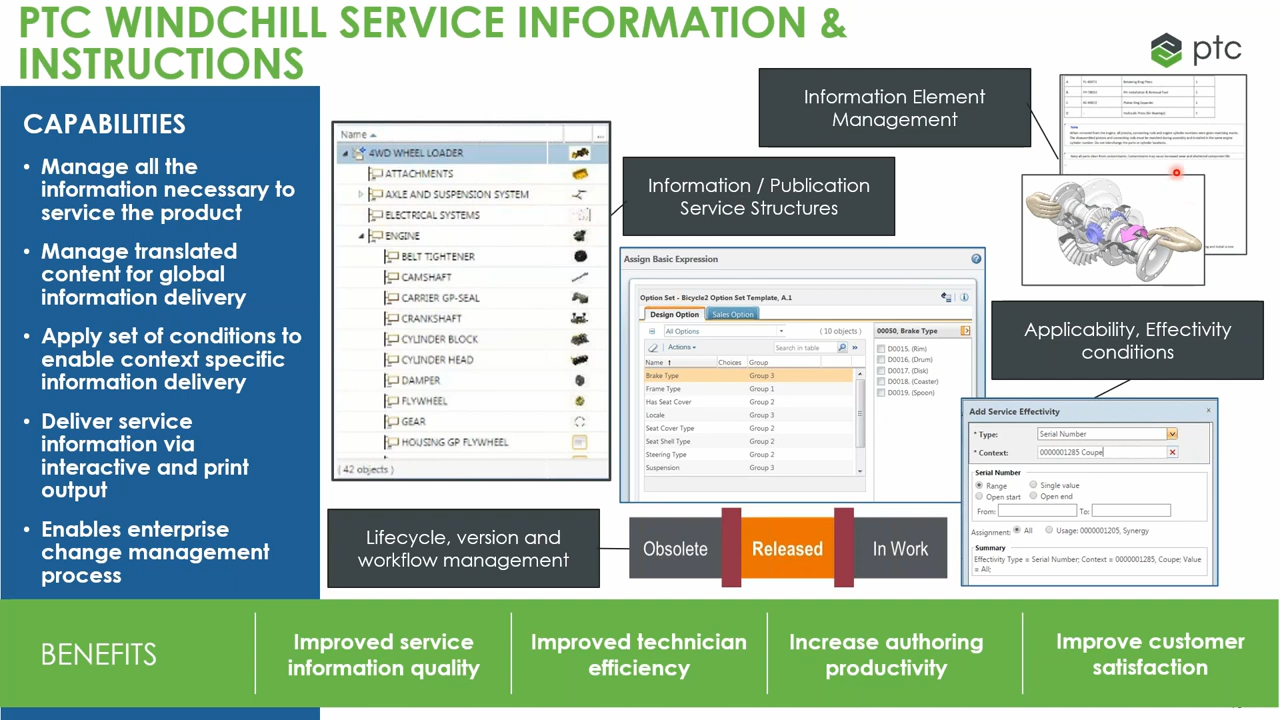 PTC WINDCHILL SERVICE INFORMATION &
INSTRUCTIONS
ptc
CAPABILITIES
• Manage all the
information necessary to
service the product
• Manage translated
content for global
information delivery
• Apply set of conditions to
enable context specific
information delivery
• Deliver service
information via
interactive and print
output
• Enables enterprise
change management
process
Name
4WD WHEEL LOADER
ATTACHMENTS
AXLE AND SUSPENSION SYSTEM
ELECTRICAL SYSTEMS
ENGINE
BELT TIGHTENER
CAMSHAFT
CARRIER GP-SEAL
CRANKSHAFT
CYLINDER BLOCK
CYLINDER HEAD
DAMPER
FLYWHEEL
GEAR
HOUSING GP FLYWHEEL
( 42 objects )
Information Element
Management
Information / Publication
Service Structures
Assign Basic Expression
Option Set - Bicycle2 Option Set Template, A.1
Design Option Sales Option
All Options ( 10 objects )
Actions Search in table
Name Choices Group
Brake Type Group 3
Frame Type Group 1
Has Seat Cover Group 2
Locale Group 3
Seat Cover Type Group 2
Seat Shell Type Group 2
Steering Type Group 2
Suspension Group 3
00050, Brake Type
D0015, (Rim)
D0016, (Drum)
D0017, (Disk)
D0018, (Coaster)
D0019, (Spoon)
Applicability, Effectivity
conditions
Add Service Effectivity
* Type: Serial Number
* Context: 0000001285 Coupe
Serial Number
Range Single value
Open start Open end
From: To:
Assignment: All Usage: 0000001205, Synergy
Summary
Effectivity Type = Serial Number; Context = 0000001285, Coupe; Value
= All;
Lifecycle, version and
workflow management
Obsolete Released In Work
BENEFITS
Improved service
information quality
Improved technician
efficiency
Increase authoring
productivity
Improve customer
satisfaction